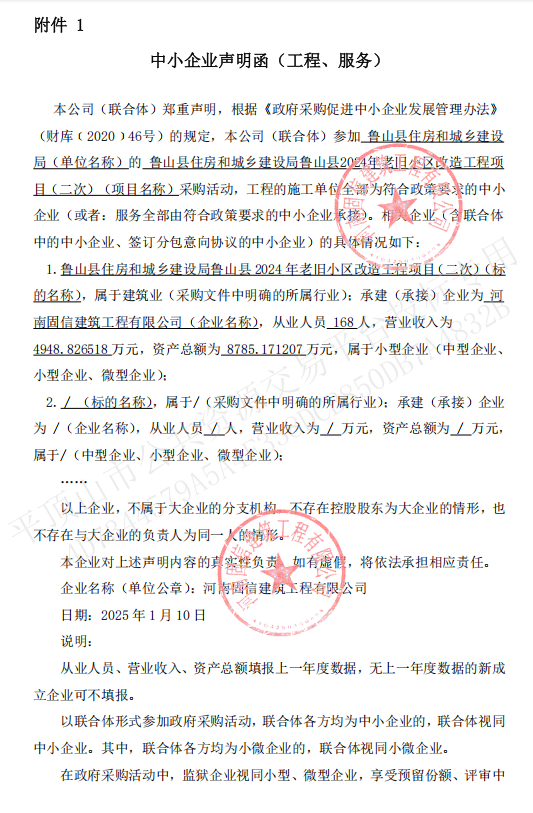 附件 1
中小企业声明函（工程、服务）
本公司（联合体）郑重声明，根据《政府采购促进中小企业发展管理办法》
（财库﹝2020﹞46号）的规定，本公司（联合体）参加 鲁山县住房和城乡建设
局（单位名称）的 鲁山县住房和城乡建设局鲁山县2024年老旧小区改造工程项
目（二次）（项目名称）采购活动，工程的施工单位全部为符合政策要求的中小
企业（或者：服务全部由符合政策要求的中小企业承接）。相关企业（含联合体
中的中小企业、签订分包意向协议的中小企业）的具体情况如下：
1. 鲁山县住房和城乡建设局鲁山县 2024 年老旧小区改造工程项目（二次）（标
的名称），属于建筑业（采购文件中明确的所属行业）；承建（承接）企业为 河
南固信建筑工程有限公司（企业名称），从业人员 168 人，营业收入为
4948.826518 万元，资产总额为 8785.171207 万元，属于小型企业（中型企业、
小型企业、微型企业）；
2. / （标的名称），属于/（采购文件中明确的所属行业）；承建（承接）企业
为 /（企业名称），从业人员 / 人，营业收入为 / 万元，资产总额为 / 万元，
属于/（中型企业、小型企业、微型企业）；
……
以上企业，不属于大企业的分支机构，不存在控股股东为大企业的情形，也
不存在与大企业的负责人为同一人的情形。
本企业对上述声明内容的真实性负责。如有虚假，将依法承担相应责任。
企业名称（单位公章）：河南固信建筑工程有限公司
日期：2025 年 1 月 10 日
说明：
从业人员、营业收入、资产总额填报上一年度数据，无上一年度数据的新成
立企业可不填报。
以联合体形式参加政府采购活动，联合体各方均为中小企业的，联合体视同
中小企业。其中，联合体各方均为小微企业的，联合体视同小微企业。
在政府采购活动中，监狱企业视同小型、微型企业，享受预留份额、评审中
河南固信建筑工程有限公司
河南固信建筑工程有限公司